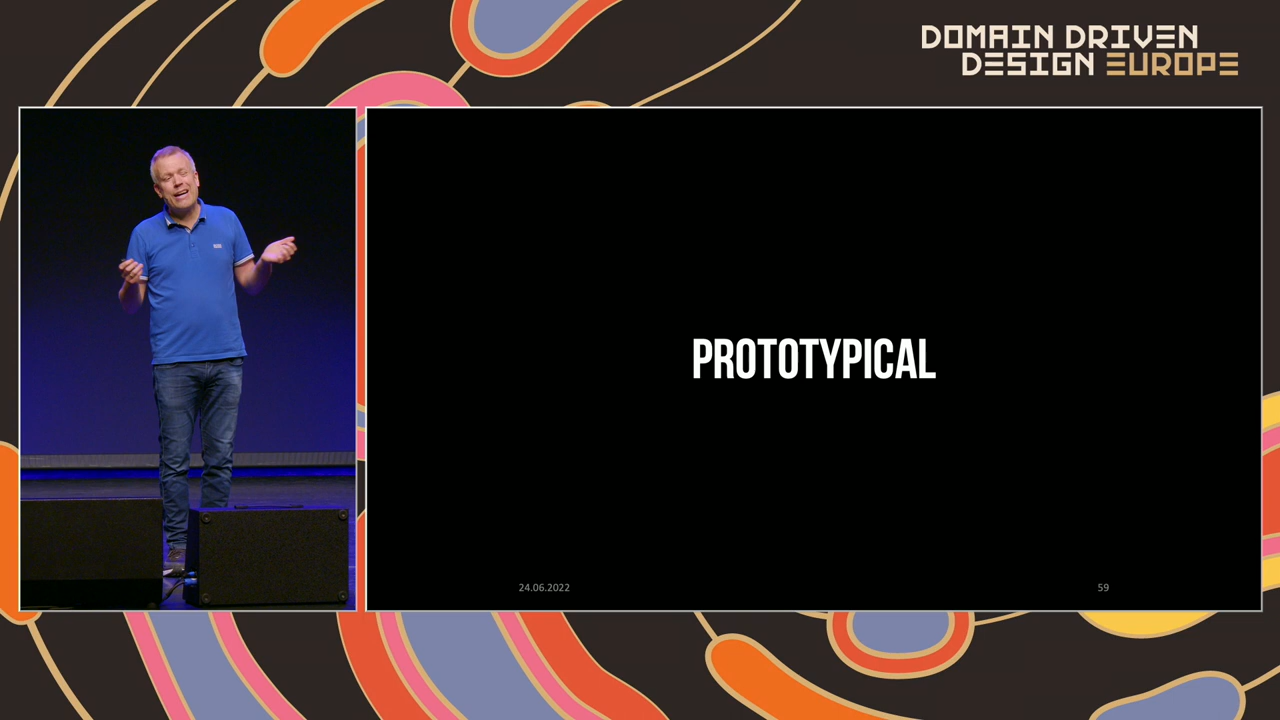 DOMAIN DRIVEN
DESIGN EUROPE
PROTOTYPICAL
24.06.2022
59